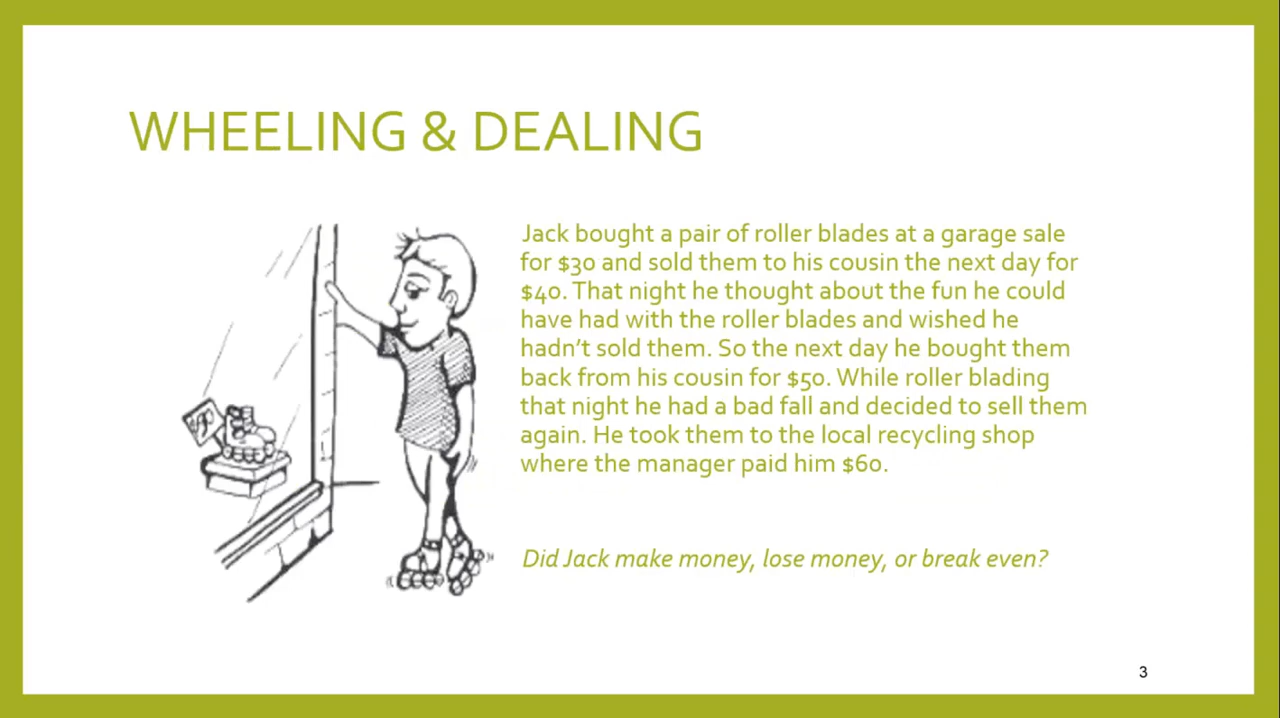 WHEELING & DEALING
Jack bought a pair of roller blades at a garage sale
for $30 and sold them to his cousin the next day for
$40. That night he thought about the fun he could
have had with the roller blades and wished he
hadn’t sold them. So the next day he bought them
back from his cousin for $50. While roller blading
that night he had a bad fall and decided to sell them
again. He took them to the local recycling shop
where the manager paid him $60.
Did Jack make money, lose money, or break even?
3